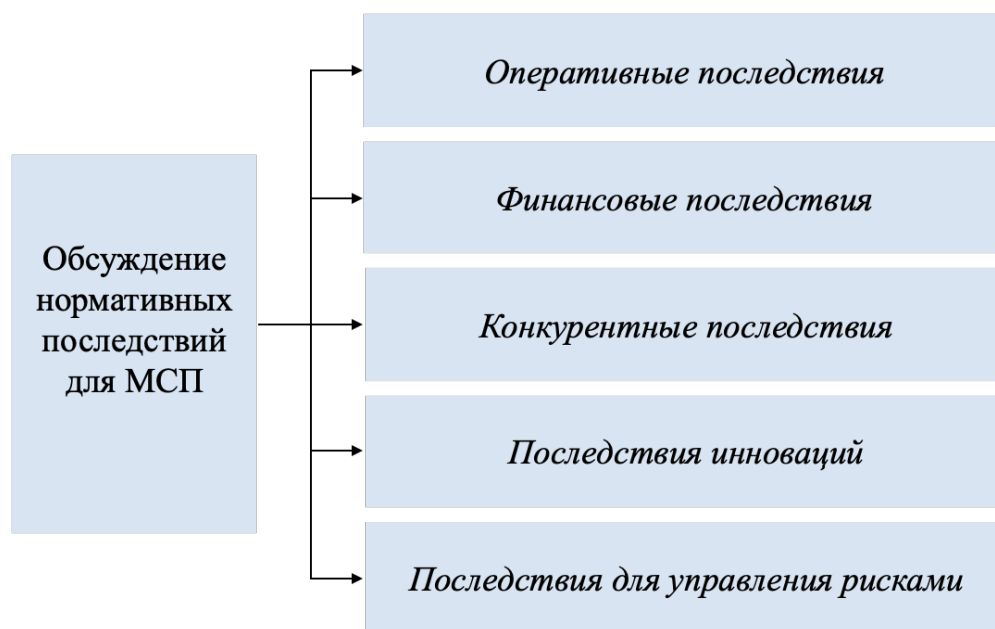 Обсуждение
нормативных
последствий
для МСП
Оперативные последствия
Финансовые последствия
Конкурентные последствия
Последствия инноваций
Последствия для управления рисками